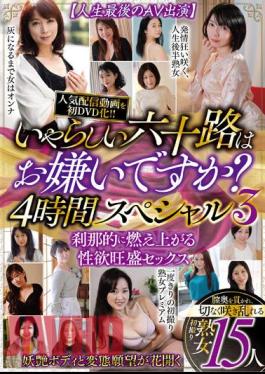 【人生最後のAV出演】
発情狂い咲く、
人生後半熟女
灰になるまで女はオンナ
人気配信動画を
初DVD化!!
いやらしい六十路は
お嫌いですか?
4時間スペシャル3
刹那的に燃え上がる
性欲旺盛セックス
一度きりの初撮り
熟女プレミアム
膣奥を貫かれ、
切なく咲き乱れる
初撮り
熟女
15人
妖艶ボディと変態願望が花開く